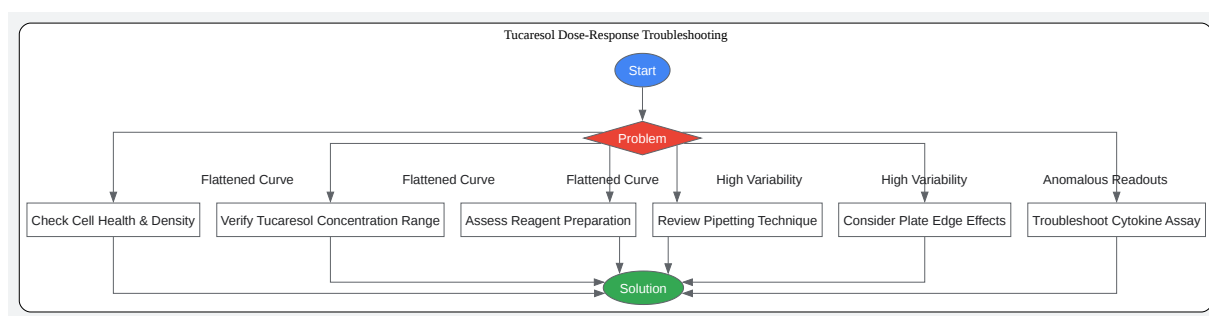 Tucaresol Dose-Response Troubleshooting
Start
Problem
Flattened Curve
Flattened Curve
Flattened Curve
High Variability
High Variability
Anomalous Readouts
Check Cell Health & Density
Verify Tucaresol Concentration Range
Assess Reagent Preparation
Review Pipetting Technique
Consider Plate Edge Effects
Troubleshoot Cytokine Assay
Solution